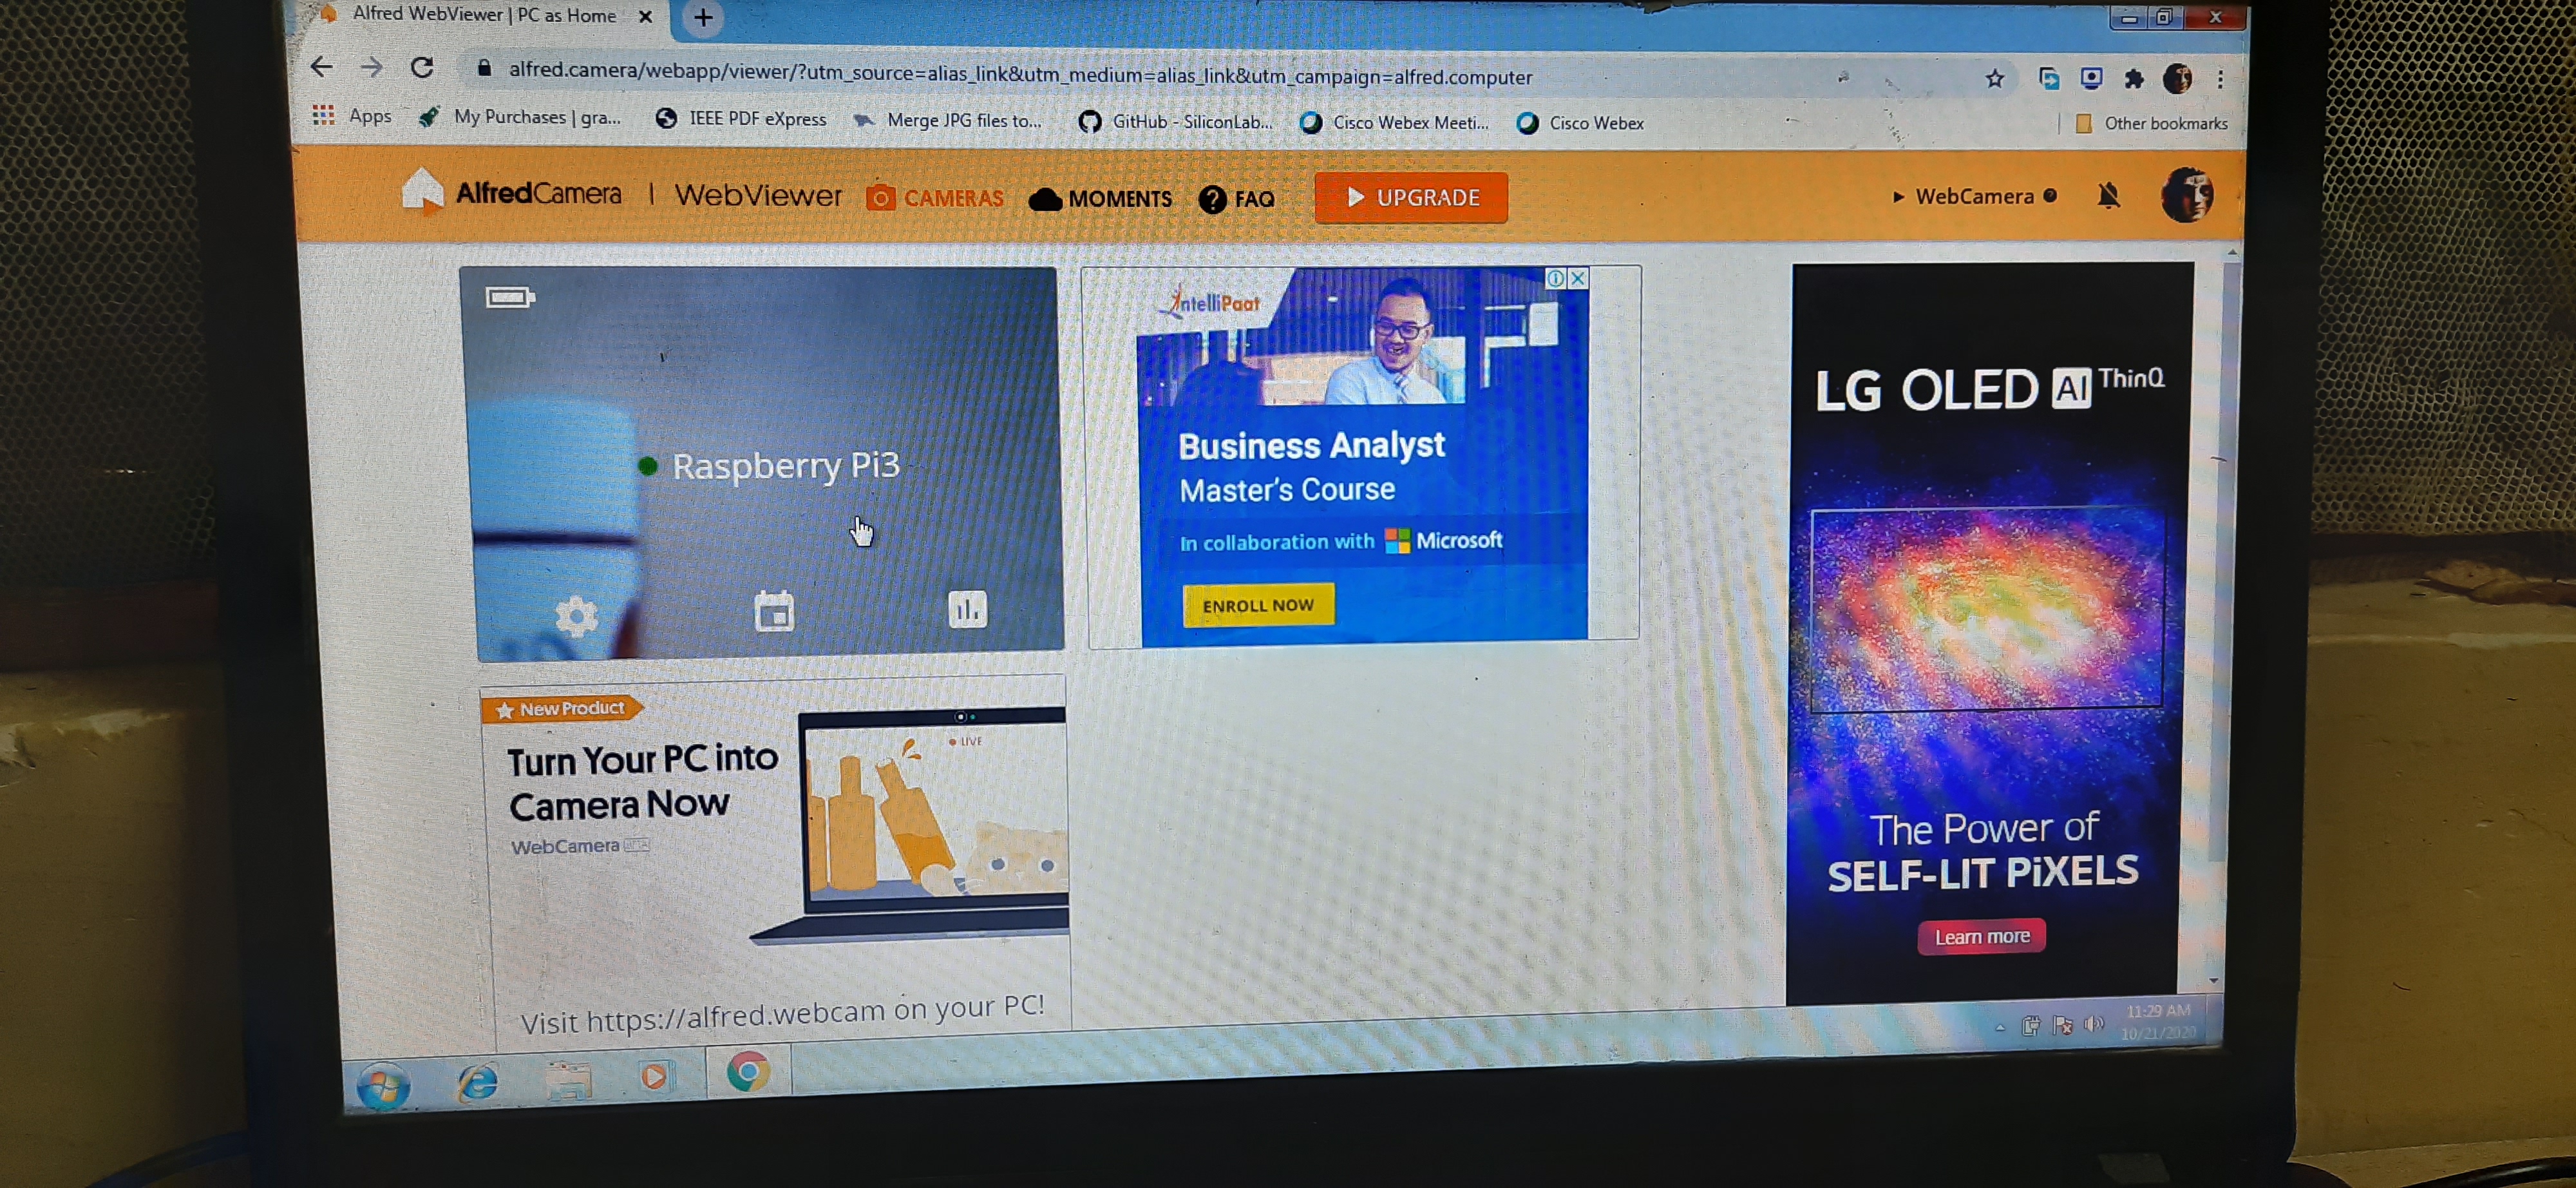 Alfred WebViewer | PC as Home
alfred.camera/webapp/viewer/?utm_source=alias_link&utm_medium=alias_link&utm_campaign=alfred.computer
Apps My Purchases | gra... IEEE PDF eXpress Merge JPG files to... GitHub - SiliconLab... Cisco Webex Meeti... Cisco Webex Other bookmarks
AlfredCamera | WebViewer CAMERAS MOMENTS ? FAQ UPGRADE WebCamera
Raspberry Pi3
IntelliPaat
Business Analyst
Master's Course
In collaboration with Microsoft
ENROLL NOW
LG OLED AI ThinQ
The Power of
SELF-LIT PiXELS
Learn more
New Product
Turn Your PC into
Camera Now
WebCamera
LIVE
Visit https://alfred.webcam on your PC!
11:29 AM
10/21/2020